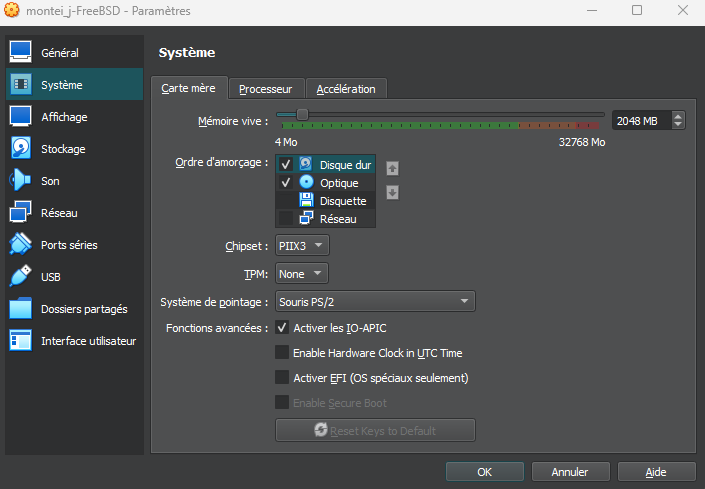 montei_j-FreeBSD - Paramètres
Général
Système
Affichage
Stockage
Son
Réseau
Ports séries
USB
Dossiers partagés
Interface utilisateur
Système
Carte mère Processeur Accélération
Mémoire vive : 2048 MB
4 Mo 32768 Mo
Ordre d'amorçage : Disque dur
Optique
Disquette
Réseau
Chipset : PIIX3
TPM: None
Système de pointage : Souris PS/2
Fonctions avancées : Activer les IO-APIC
Enable Hardware Clock in UTC Time
Activer EFI (OS spéciaux seulement)
Enable Secure Boot
Reset Keys to Default
OK Annuler Aide